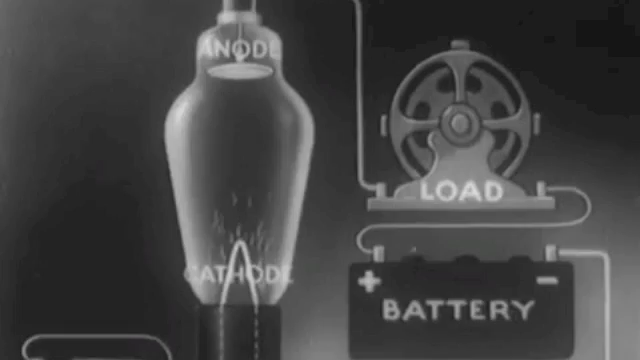 ANODE
CATHODE
LOAD
+ −
BATTERY